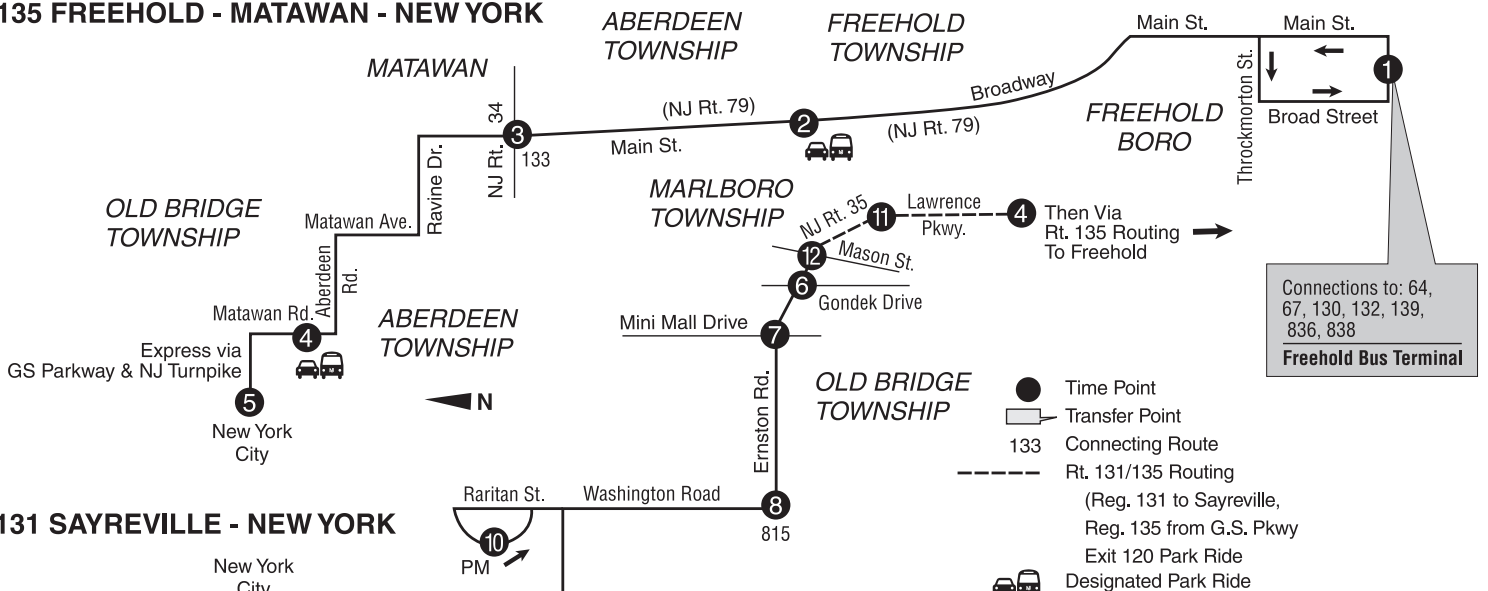 135 FREEHOLD - MATAWAN - NEW YORK
ABERDEEN
TOWNSHIP
FREEHOLD
TOWNSHIP
Main St.
Main St.
MATAWAN
Throckmorton St.
1
Broadway
(NJ Rt. 79)
2
(NJ Rt. 79)
FREEHOLD
BORO
Broad Street
NJ Rt. 34
3
133
Main St.
Ravine Dr.
OLD BRIDGE
TOWNSHIP
Matawan Ave.
MARLBORO
TOWNSHIP
NJ Rt. 35
11
Lawrence
Pkwy.
4
Then Via
Rt. 135 Routing
To Freehold
12
Mason St.
Aberdeen
Rd.
6
Gondek Drive
Connections to: 64,
67, 130, 132, 139,
836, 838
Freehold Bus Terminal
Matawan Rd.
4
ABERDEEN
TOWNSHIP
Mini Mall Drive
7
Express via
GS Parkway & NJ Turnpike
5
New York
City
N
OLD BRIDGE
TOWNSHIP
Ernston Rd.
Time Point
Transfer Point
133 Connecting Route
Rt. 131/135 Routing
(Reg. 131 to Sayreville,
Reg. 135 from G.S. Pkwy
Exit 120 Park Ride
Designated Park Ride
Raritan St.
Washington Road
8
815
131 SAYREVILLE - NEW YORK
10
PM
New York
City